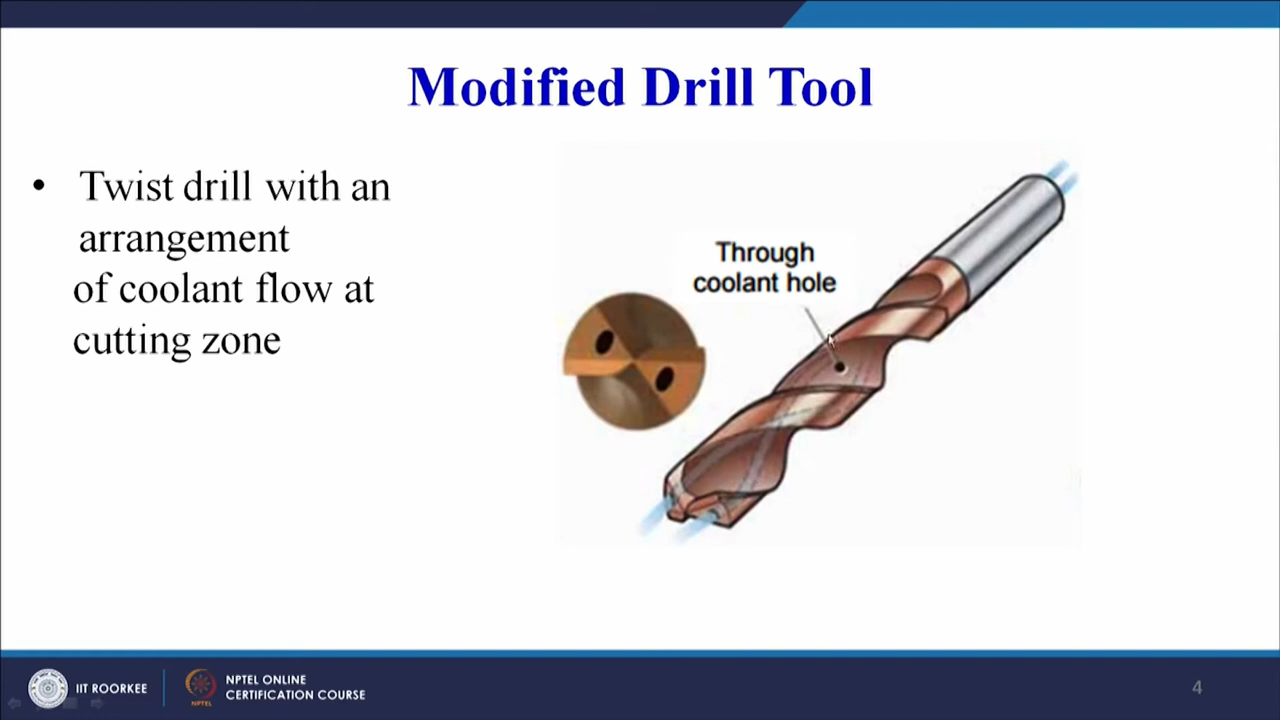 Modified Drill Tool
• Twist drill with an
arrangement
of coolant flow at
cutting zone
Through
coolant hole
IIT ROORKEE
NPTEL
NPTEL ONLINE
CERTIFICATION COURSE
4